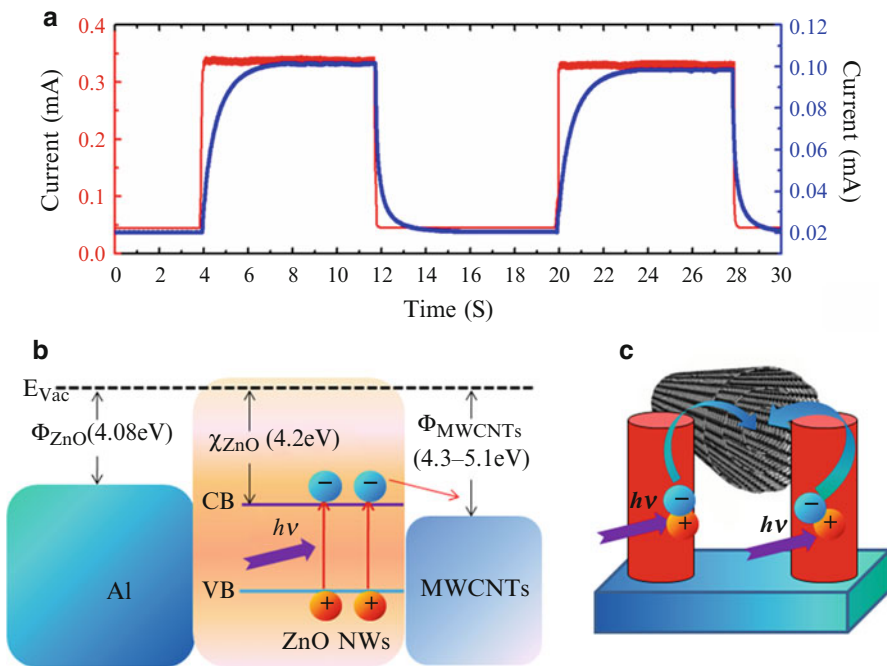 a
0.4
0.3
0.2
0.1
0.0
Current (mA)
0.12
0.10
0.08
0.06
0.04
0.02
Current (mA)
0 2 4 6 8 10 12 14 16 18 20 22 24 26 28 30
Time (S)
b
E_Vac
Φ_ZnO(4.08eV)
χ_ZnO (4.2eV)
Φ_MWCNTs
(4.3–5.1eV)
CB
− −
hν
VB
+ +
Al
ZnO NWs
MWCNTs
c
hν − +
hν − +